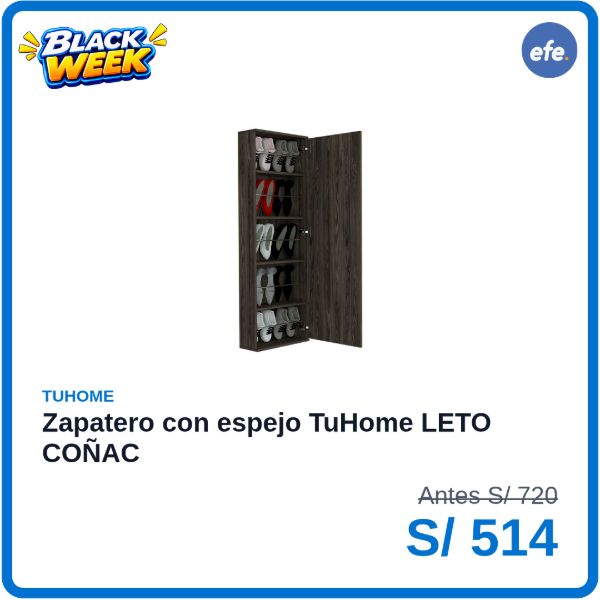 BLACK
WEEK
efe.
TUHOME
Zapatero con espejo TuHome LETO
COÑAC
Antes S/ 720
S/ 514